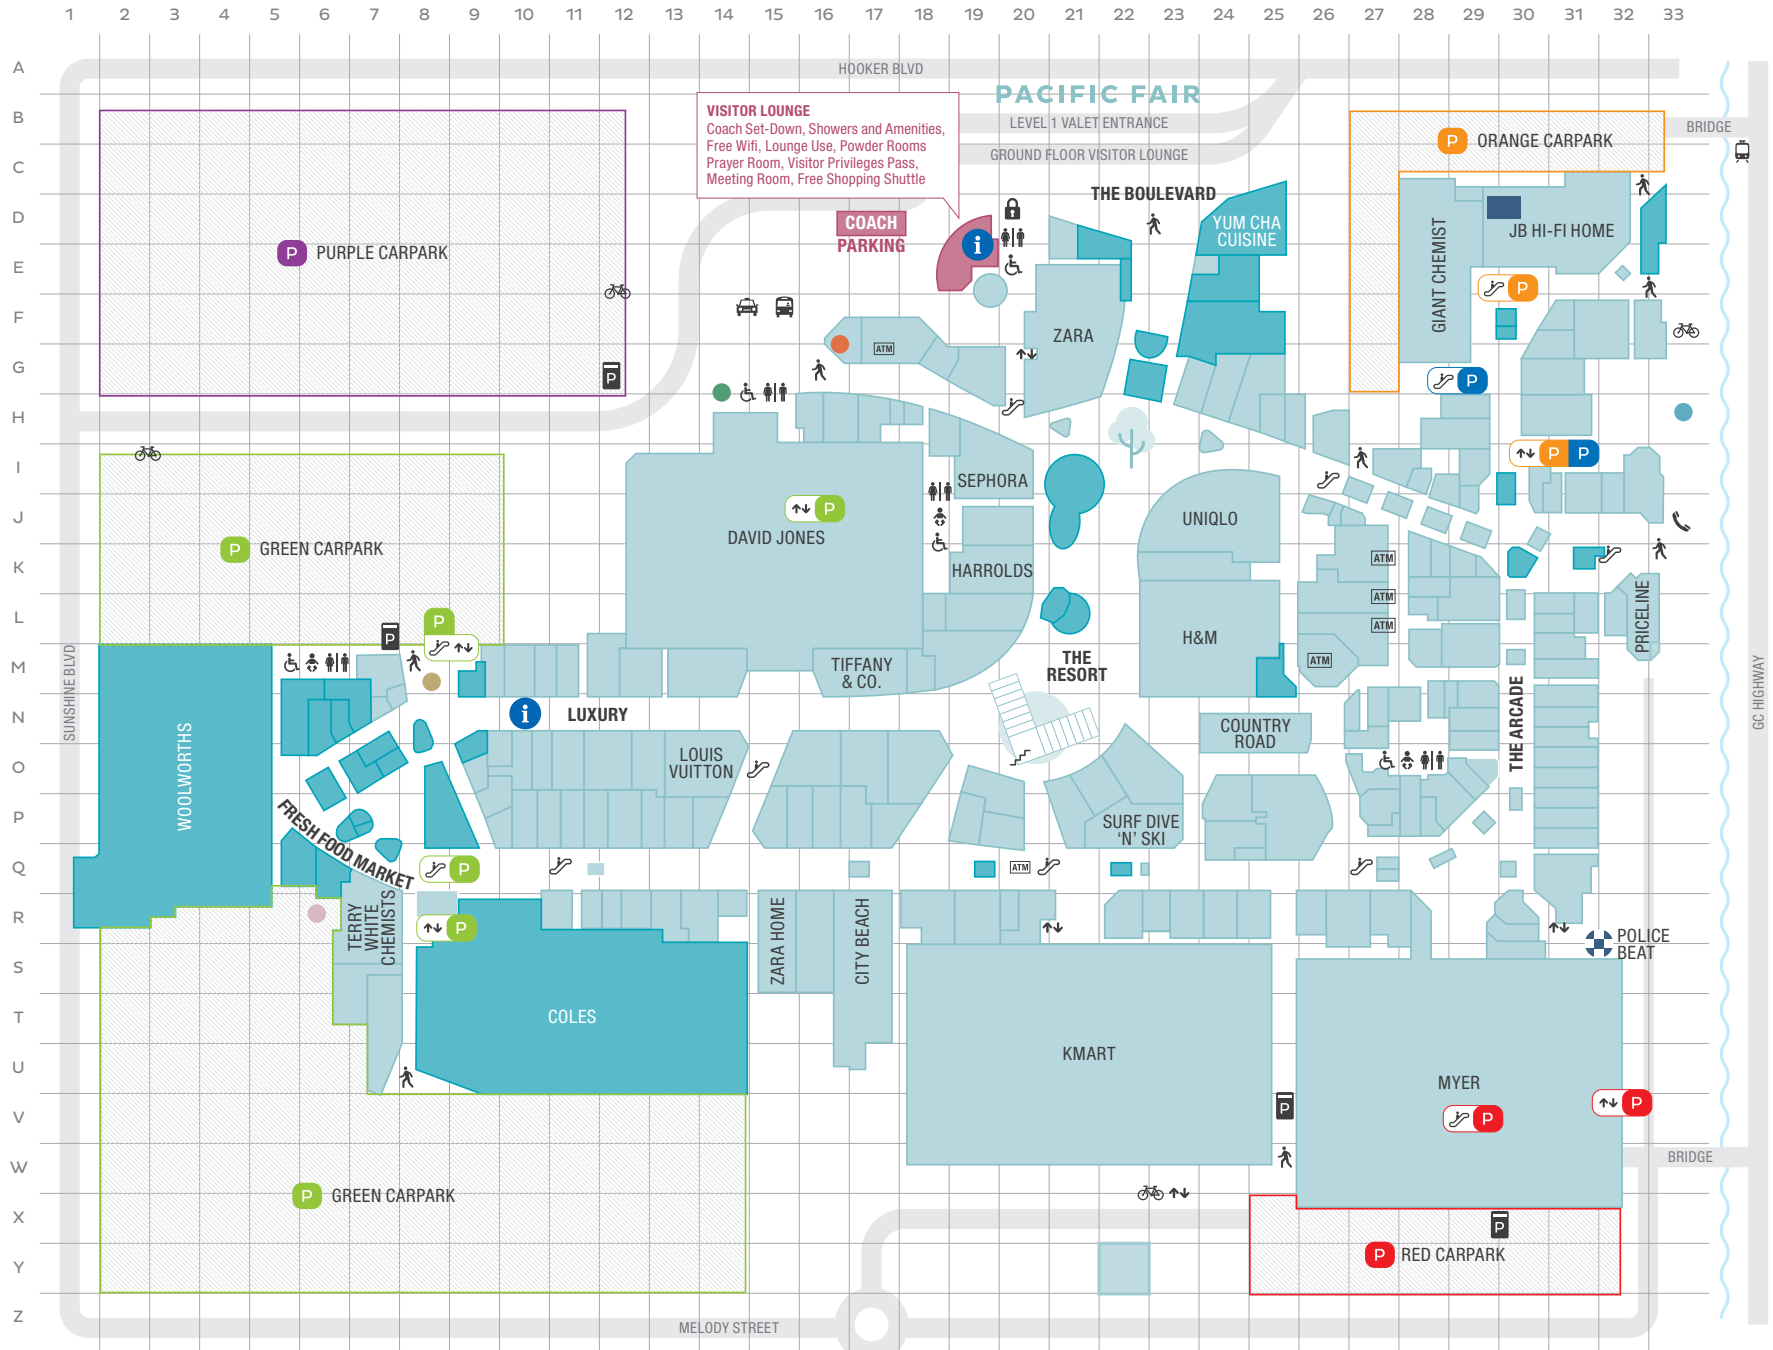 1 2 3 4 5 6 7 8 9 10 11 12 13 14 15 16 17 18 19 20 21 22 23 24 25 26 27 28 29 30 31 32 33
A
B
C
D
E
F
G
H
I
J
K
L
M
N
O
P
Q
R
S
T
U
V
W
X
Y
Z
HOOKER BLVD
PACIFIC FAIR
LEVEL 1 VALET ENTRANCE
GROUND FLOOR VISITOR LOUNGE
VISITOR LOUNGE
Coach Set-Down, Showers and Amenities,
Free Wifi, Lounge Use, Powder Rooms
Prayer Room, Visitor Privileges Pass,
Meeting Room, Free Shopping Shuttle
P ORANGE CARPARK
BRIDGE
THE BOULEVARD
COACH
PARKING
i
YUM CHA
CUISINE
JB HI-FI HOME
GIANT CHEMIST
P PURPLE CARPARK
P
P
ATM
ZARA
P
P
P P
SEPHORA
P
DAVID JONES
UNIQLO
P GREEN CARPARK
HARROLDS
ATM
ATM
ATM
PRICELINE
P
P
H&M
ATM
SUNSHINE BLVD
TIFFANY
& CO.
THE
RESORT
GC HIGHWAY
i LUXURY
COUNTRY
ROAD
THE ARCADE
WOOLWORTHS
LOUIS
VUITTON
FRESH FOOD MARKET
SURF DIVE
‘N’ SKI
P
ATM
TERRY
WHITE
CHEMISTS
P
ZARA HOME
CITY BEACH
POLICE
BEAT
COLES
KMART
MYER
P
P
P
BRIDGE
P GREEN CARPARK
P
P RED CARPARK
MELODY STREET